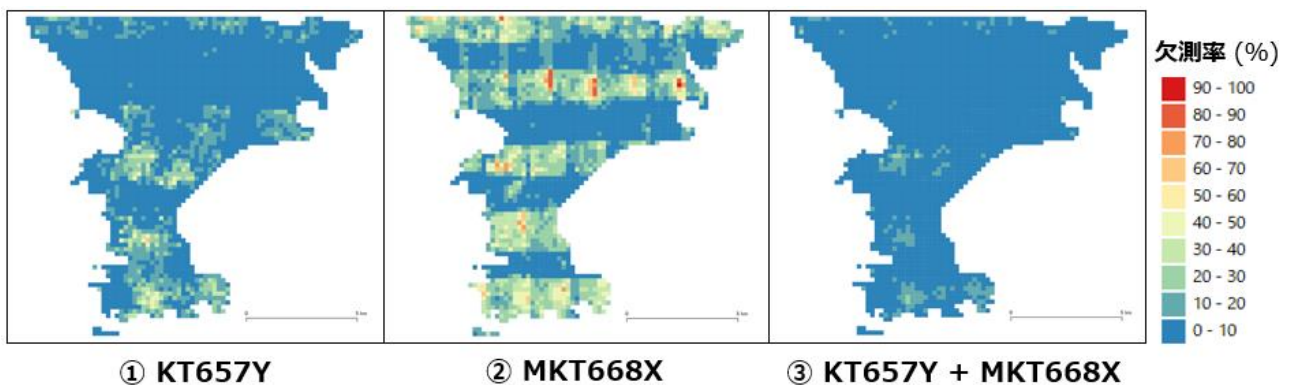 欠測率 (%)
90 - 100
80 - 90
70 - 80
60 - 70
50 - 60
40 - 50
30 - 40
20 - 30
10 - 20
0 - 10
① KT657Y
② MKT668X
③ KT657Y + MKT668X